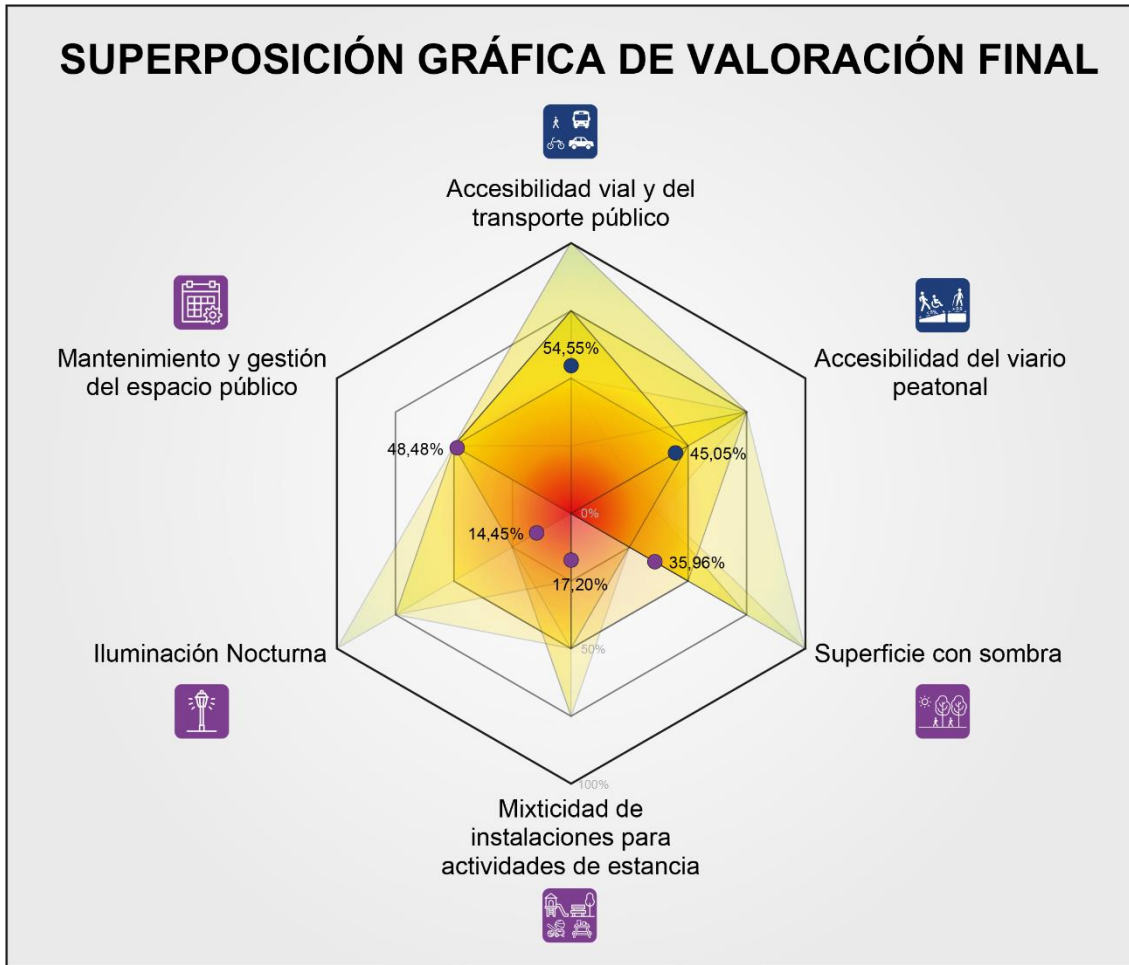 SUPERPOSICIÓN GRÁFICA DE VALORACIÓN FINAL
Accesibilidad vial y del
transporte público
Mantenimiento y gestión
del espacio público
Accesibilidad del viario
peatonal
54,55%
48,48%
45,05%
0%
14,45%
35,96%
17,20%
50%
Iluminación Nocturna
Superficie con sombra
100%
Mixticidad de
instalaciones para
actividades de estancia